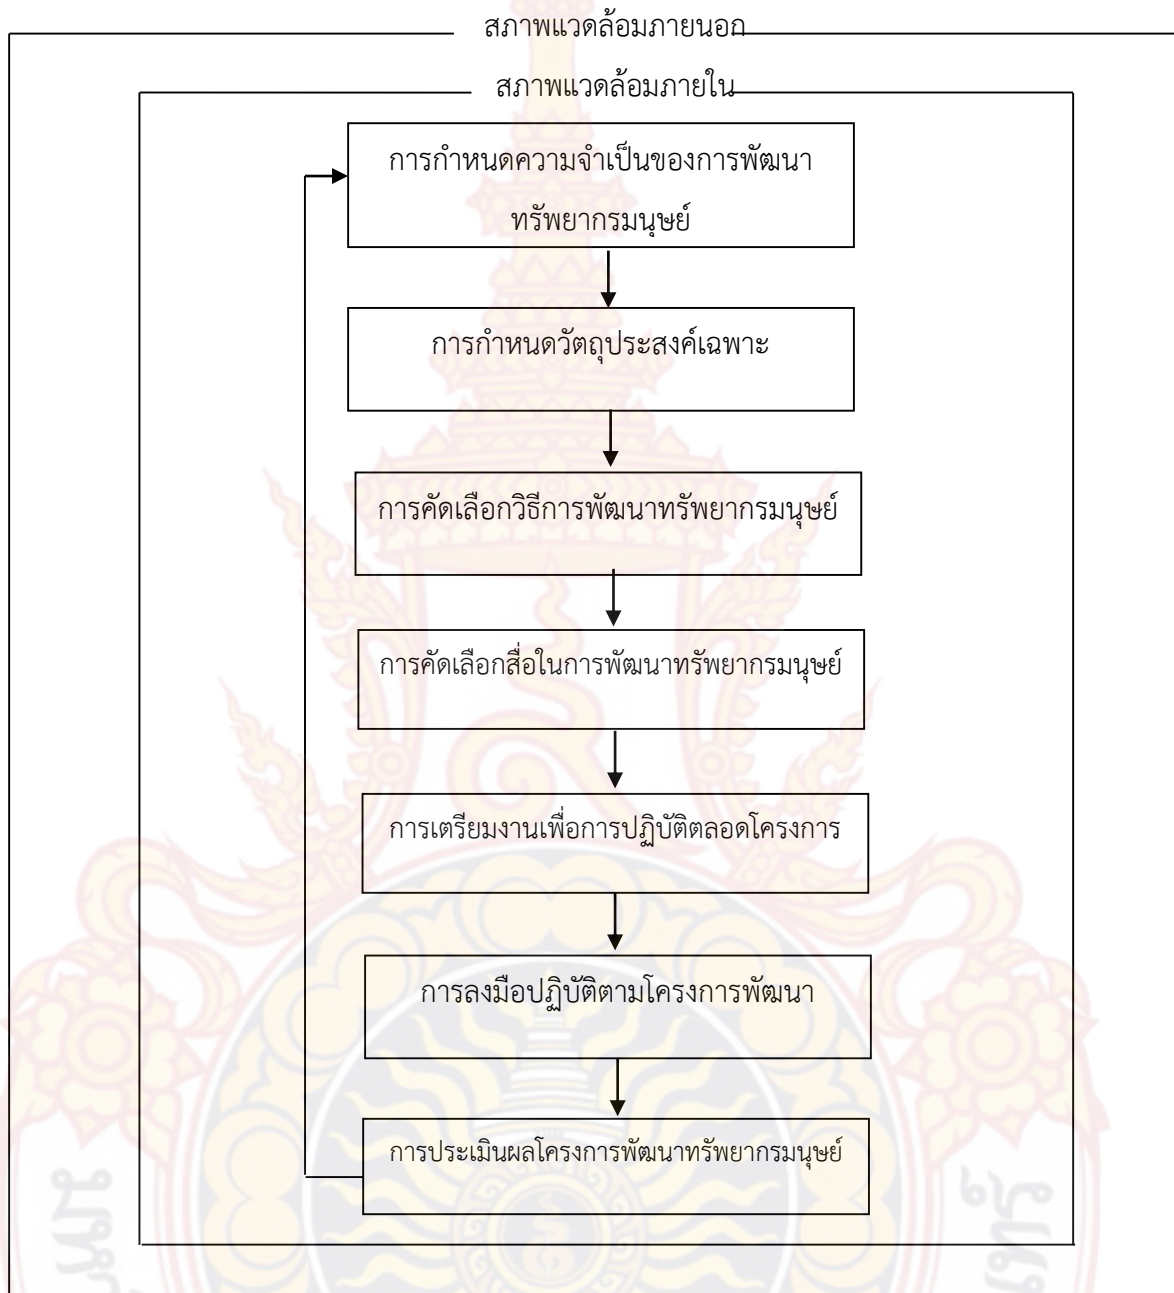 สภาพแวดล้อมภายนอก
สภาพแวดล้อมภายใน
การกำหนดความจำเป็นของการพัฒนา
ทรัพยากรมนุษย์
การกำหนดวัตถุประสงค์เฉพาะ
การคัดเลือกวิธีการพัฒนาทรัพยากรมนุษย์
การคัดเลือกสื่อในการพัฒนาทรัพยากรมนุษย์
การเตรียมงานเพื่อการปฏิบัติตลอดโครงการ
การลงมือปฏิบัติตามโครงการพัฒนา
การประเมินผลโครงการพัฒนาทรัพยากรมนุษย์